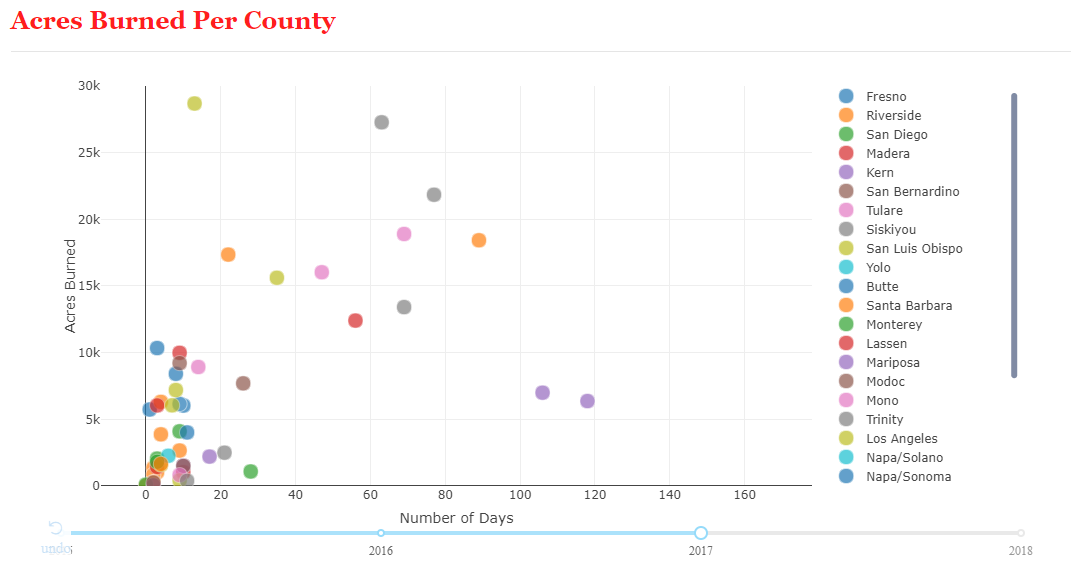 Acres Burned Per County
30k
25k
20k
15k
10k
5k
0
Acres Burned
0 20 40 60 80 100 120 140 160
Number of Days
Fresno
Riverside
San Diego
Madera
Kern
San Bernardino
Tulare
Siskiyou
San Luis Obispo
Yolo
Butte
Santa Barbara
Monterey
Lassen
Mariposa
Modoc
Mono
Trinity
Los Angeles
Napa/Solano
Napa/Sonoma
undo
2016 2017 2018